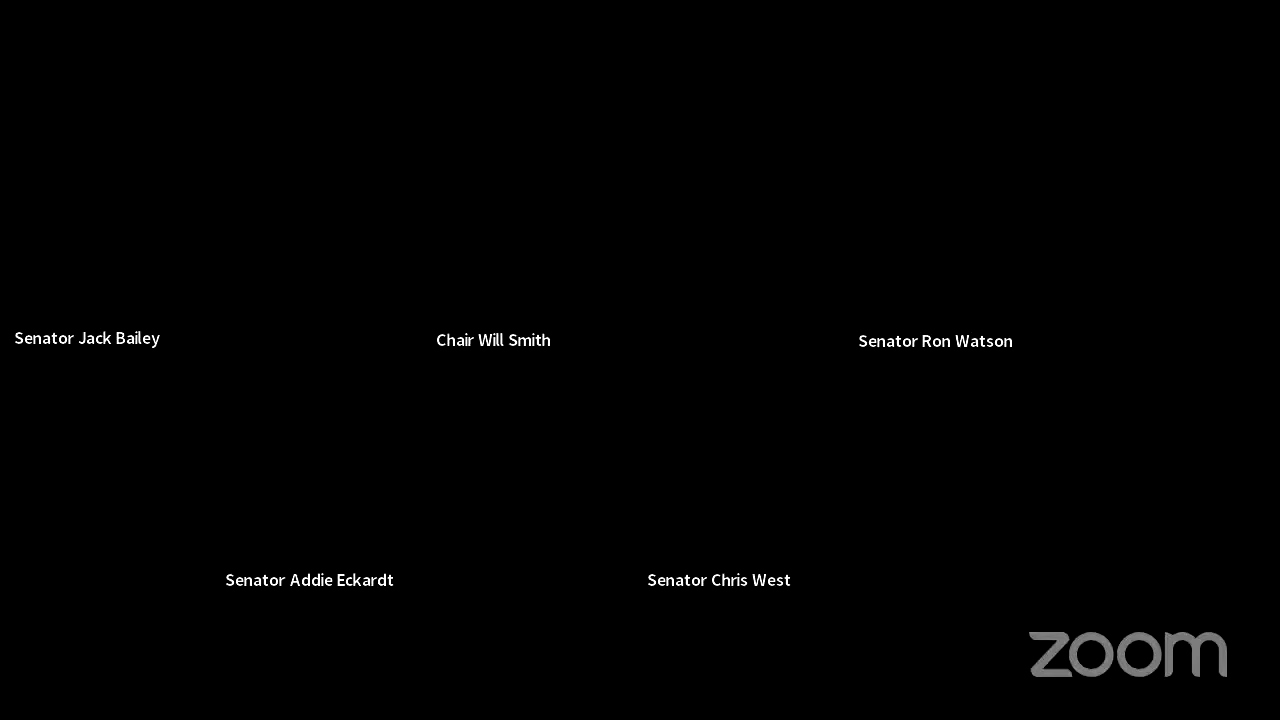 Senator Jack Bailey
Chair Will Smith
Senator Ron Watson
Senator Addie Eckardt
Senator Chris West
zoom